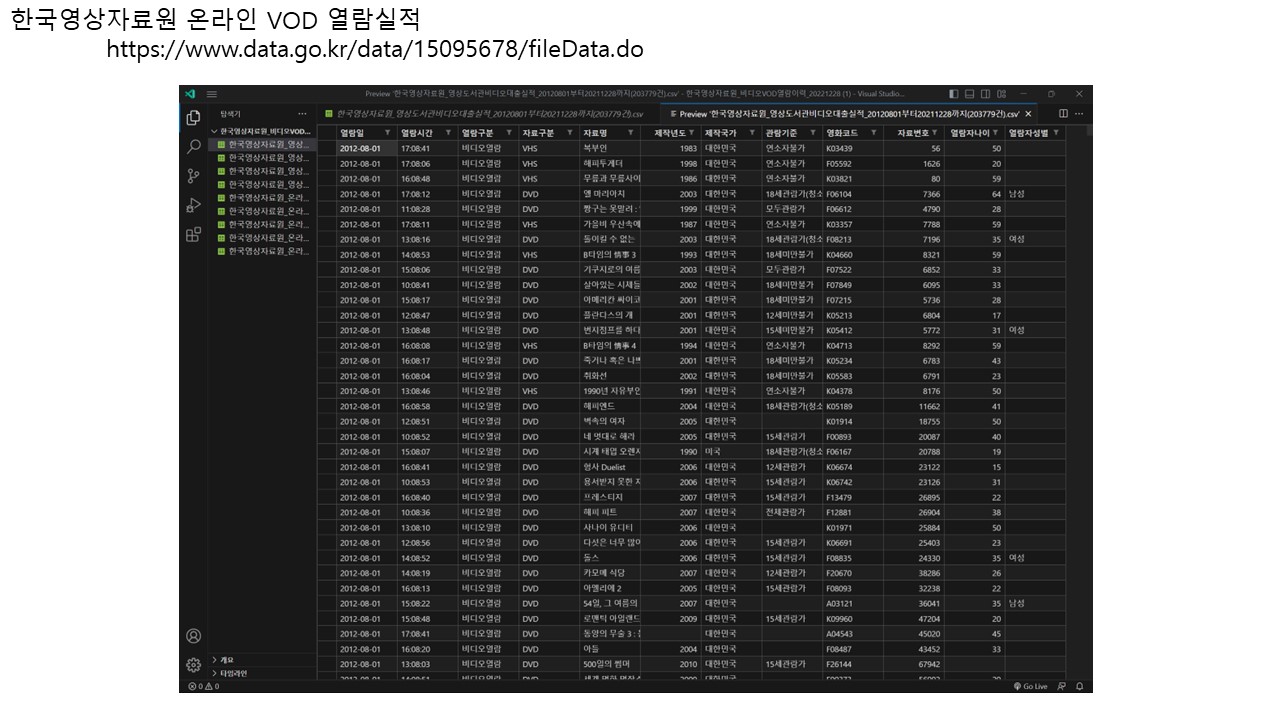 한국영상자료원 온라인 VOD 열람실적
https://www.data.go.kr/data/15095678/fileData.do
Preview '한국영상자료원_영상도서관비디오대출실적_20120801부터20211228까지(203779건).csv' - 한국영상자료원_비디오VOD열람이력_20221228 (1) - Visual Studio...
탐색기 ...
한국영상자료원_영상도서관비디오대출실적_20120801부터20211228까지(203779건).csv
Preview '한국영상자료원_영상도서관비디오대출실적_20120801부터20211228까지(203779건).csv'
한국영상자료원_비디오VOD...
한국영상자료원_영상...
한국영상자료원_영상...
한국영상자료원_영상...
한국영상자료원_영상...
한국영상자료원_온라...
한국영상자료원_온라...
한국영상자료원_온라...
한국영상자료원_온라...
한국영상자료원_온라...
개요
타임라인
열람일 열람시간 열람구분 자료구분 자료명 제작년도 제작국가 관람기준 영화코드 자료번호 열람자나이 열람자성별
2012-08-01 17:08:41 비디오열람 VHS 복부인 1983 대한민국 연소자불가 K03439 56 50
2012-08-01 17:08:06 비디오열람 VHS 해피투게더 1998 대한민국 연소자불가 F05592 1626 20
2012-08-01 16:08:48 비디오열람 VHS 무릎과 무릎사이 1986 대한민국 연소자불가 K03821 80 59
2012-08-01 17:08:12 비디오열람 DVD 엘 마리아치 2003 대한민국 18세관람가(청소 F06104 7366 64 남성
2012-08-01 11:08:28 비디오열람 DVD 짱구는 못말려 : 1999 대한민국 모두관람가 F06612 4790 28
2012-08-01 17:08:11 비디오열람 VHS 가을비 우산속에 1987 대한민국 연소자불가 K03357 7788 59
2012-08-01 13:08:16 비디오열람 DVD 돌이킬 수 없는 2003 대한민국 18세관람가(청소 F08213 7196 35 여성
2012-08-01 14:08:53 비디오열람 VHS B타임의 情事 3 1993 대한민국 18세미만불가 K04660 8321 59
2012-08-01 15:08:06 비디오열람 DVD 기쿠지로의 여름 2003 대한민국 모두관람가 F07522 6852 33
2012-08-01 10:08:41 비디오열람 DVD 살아있는 시체들 2002 대한민국 18세미만불가 F07849 6095 33
2012-08-01 15:08:17 비디오열람 DVD 아메리칸 싸이코 2001 대한민국 18세미만불가 F07215 5736 28
2012-08-01 12:08:47 비디오열람 DVD 플란다스의 개 2001 대한민국 12세미만불가 K05213 6804 17
2012-08-01 13:08:48 비디오열람 DVD 번지점프를 하다 2001 대한민국 15세미만불가 K05412 5772 31 여성
2012-08-01 16:08:08 비디오열람 VHS B타임의 情事 4 1994 대한민국 연소자불가 K04713 8292 59
2012-08-01 16:08:17 비디오열람 DVD 죽거나 혹은 나쁘 2001 대한민국 18세미만불가 K05234 6783 43
2012-08-01 16:08:04 비디오열람 DVD 취화선 2002 대한민국 18세미만불가 K05583 6791 23
2012-08-01 13:08:46 비디오열람 VHS 1990년 자유부인 1991 대한민국 연소자불가 K04378 8176 50
2012-08-01 16:08:58 비디오열람 DVD 해피엔드 2004 대한민국 18세관람가(청소 K05189 11662 41
2012-08-01 12:08:51 비디오열람 DVD 벽속의 여자 2005 대한민국 K01914 18755 50
2012-08-01 10:08:52 비디오열람 DVD 네 멋대로 해라 2005 대한민국 15세관람가 F00893 20087 40
2012-08-01 15:08:07 비디오열람 DVD 시계 태엽 오렌지 1990 미국 18세관람가(청소 F06167 20788 19
2012-08-01 16:08:41 비디오열람 DVD 형사 Duelist 2006 대한민국 12세관람가 K06674 23122 15
2012-08-01 10:08:53 비디오열람 DVD 용서받지 못한 자 2006 대한민국 15세관람가 K06742 23126 31
2012-08-01 16:08:40 비디오열람 DVD 프레스티지 2007 대한민국 15세관람가 F13479 26895 22
2012-08-01 10:08:36 비디오열람 DVD 해피 피트 2007 대한민국 전체관람가 F12881 26904 38
2012-08-01 13:08:10 비디오열람 DVD 사나이 유디티 2006 대한민국 K01971 25884 50
2012-08-01 12:08:56 비디오열람 DVD 다섯은 너무 많아 2006 대한민국 15세관람가 K06691 25403 23
2012-08-01 14:08:52 비디오열람 DVD 돌스 2006 대한민국 15세관람가 F08835 24330 35 여성
2012-08-01 14:08:19 비디오열람 DVD 카모메 식당 2007 대한민국 12세관람가 F20670 38286 26
2012-08-01 16:08:13 비디오열람 DVD 아멜리에 2 2005 대한민국 15세관람가 F08093 32238 22
2012-08-01 15:08:22 비디오열람 DVD 54일, 그 여름의 2007 대한민국 A03121 36041 35 남성
2012-08-01 15:08:48 비디오열람 DVD 로맨틱 아일랜드 2009 대한민국 15세관람가 K09960 47204 20
2012-08-01 17:08:41 비디오열람 DVD 동양의 무술 3 : 대한민국 A04543 45020 45
2012-08-01 16:08:20 비디오열람 DVD 아들 2004 대한민국 F08487 43452 33
2012-08-01 13:08:03 비디오열람 DVD 500일의 썸머 2010 대한민국 15세관람가 F26144 67942
0 0
Go Live